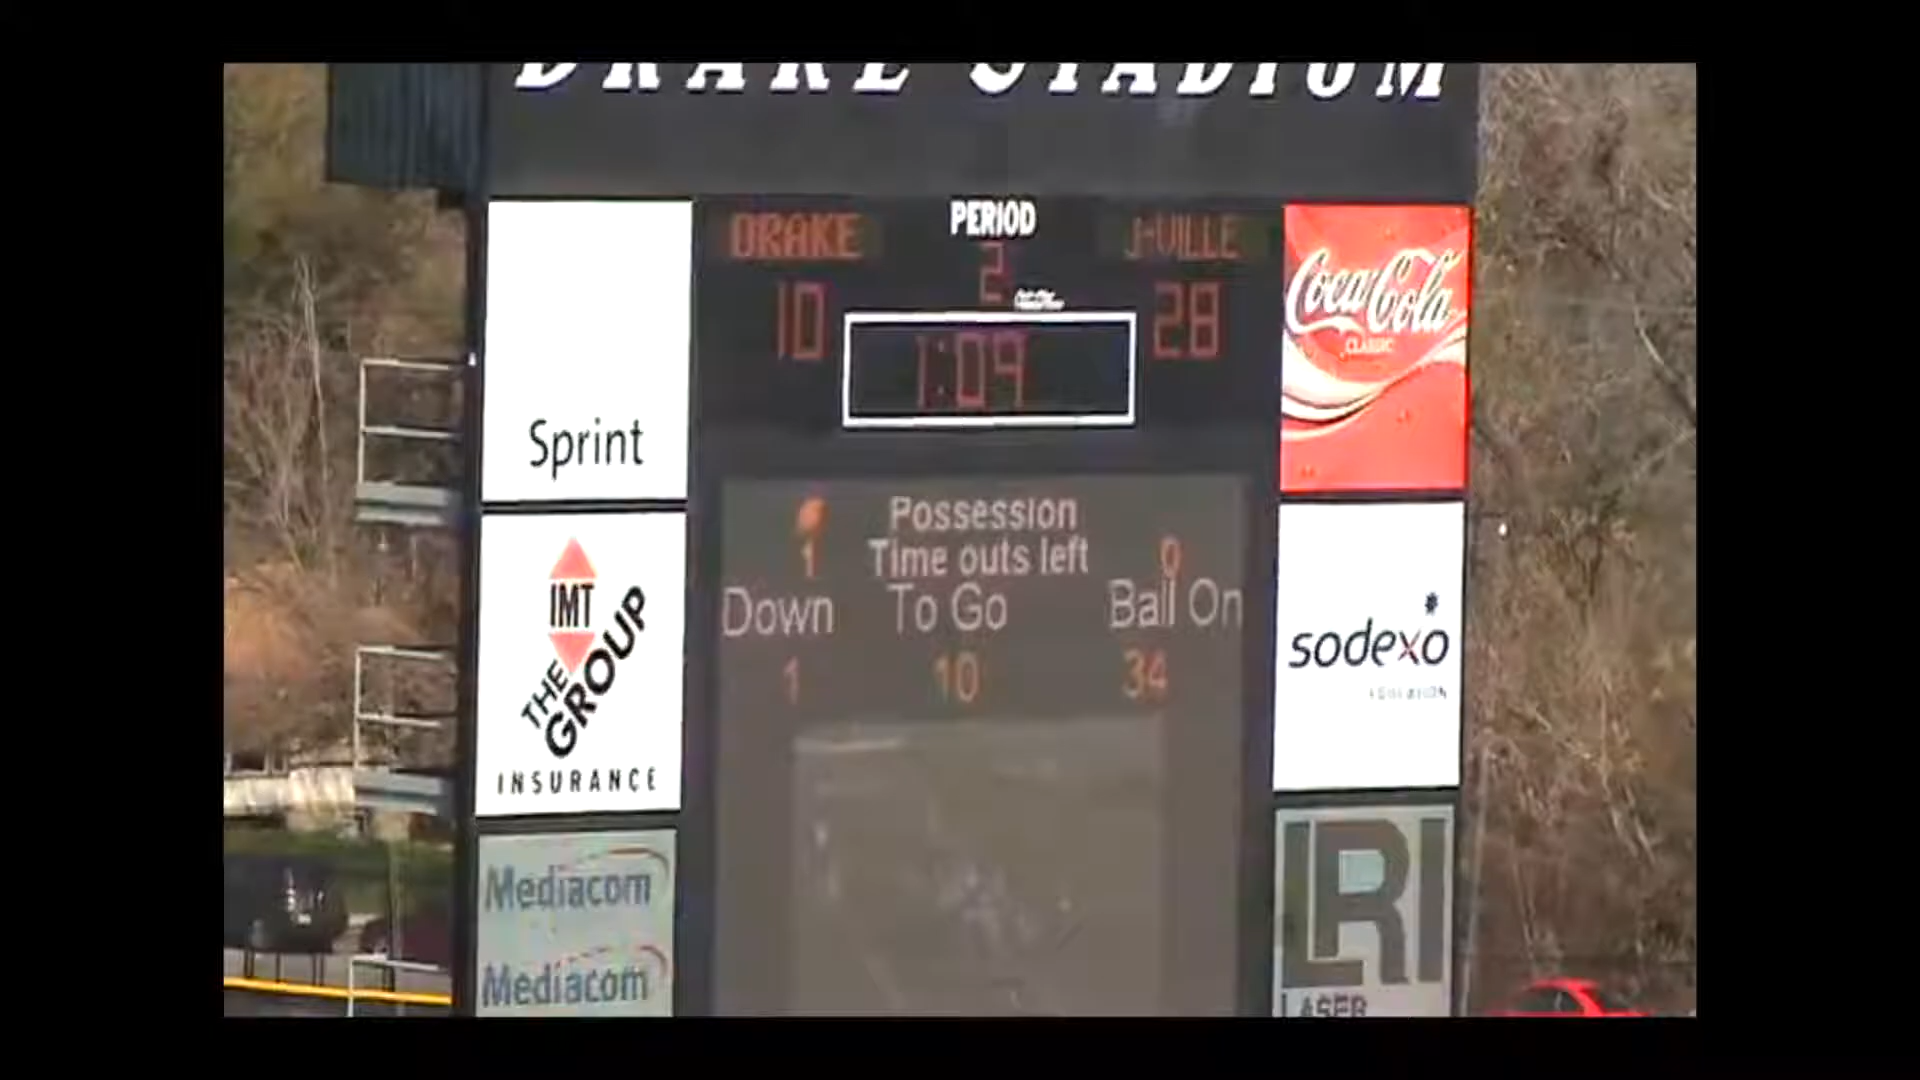 DRAKE STADIUM
DRAKE PERIOD J-VILLE
2
10 28
1:09
Sprint
Coca-Cola
CLASSIC
Possession
1 Time outs left 0
Down To Go Ball On
1 10 34
IMT
THE
GROUP
INSURANCE
sodexo
Mediacom
Mediacom
LRI
LASER